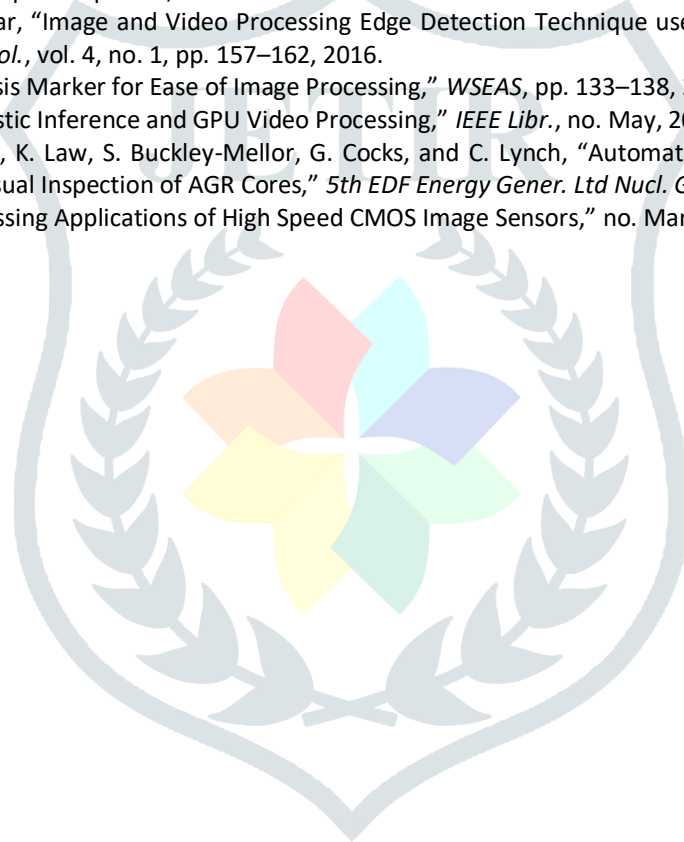 ar, “Image and Video Processing Edge Detection Technique use
ol., vol. 4, no. 1, pp. 157–162, 2016.
sis Marker for Ease of Image Processing,” WSEAS, pp. 133–138,
stic Inference and GPU Video Processing,” IEEE Libr., no. May, 20
, K. Law, S. Buckley-Mellor, G. Cocks, and C. Lynch, “Automat
sual Inspection of AGR Cores,” 5th EDF Energy Gener. Ltd Nucl. G
ssing Applications of High Speed CMOS Image Sensors,” no. Mar
JETIR